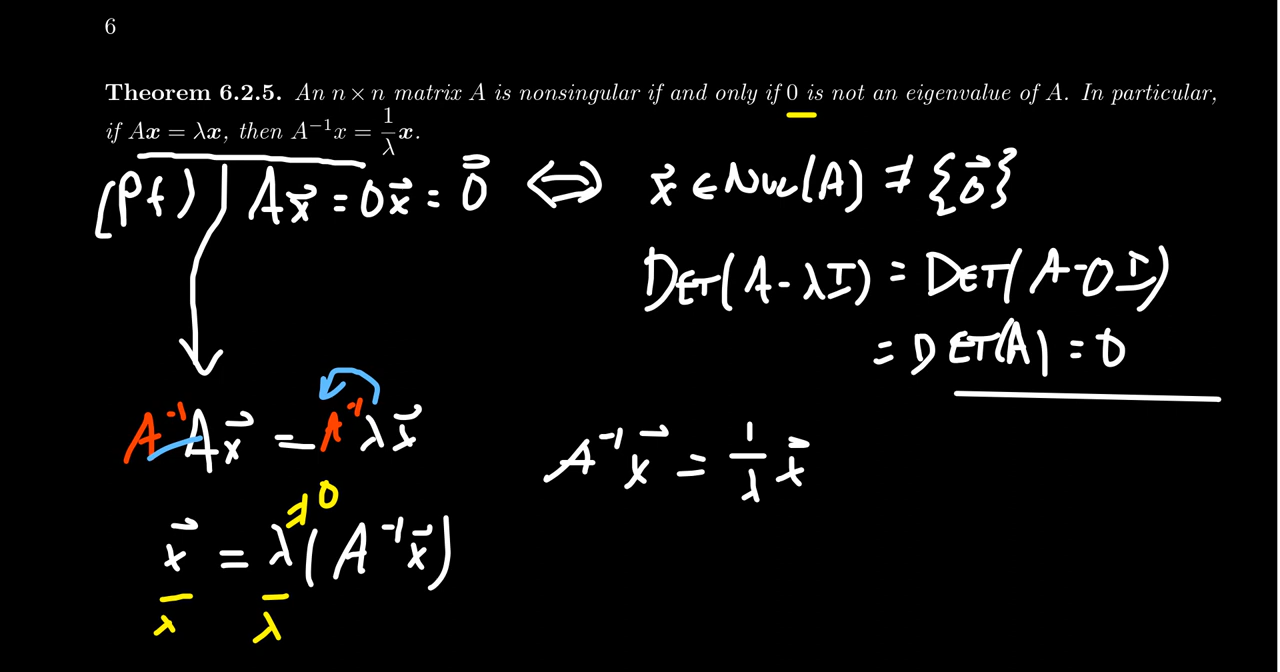 6
Theorem 6.2.5. An n × n matrix A is nonsingular if and only if 0 is not an eigenvalue of A. In particular,
if A𝒙 = λ𝒙, then A⁻¹x = 1/λ 𝒙.
(Pf) Ax⃗ = 0x⃗ = 0⃗ ⟺ x⃗ ∈ Nul(A) ≠ {0⃗}
DET(A - λI) = DET(A - 0I)
= DET(A) = 0
A⁻¹Ax⃗ = A⁻¹λx⃗
A⁻¹x⃗ = 1/λ x⃗
≠ 0
x⃗ = λ(A⁻¹x⃗)
λ λ